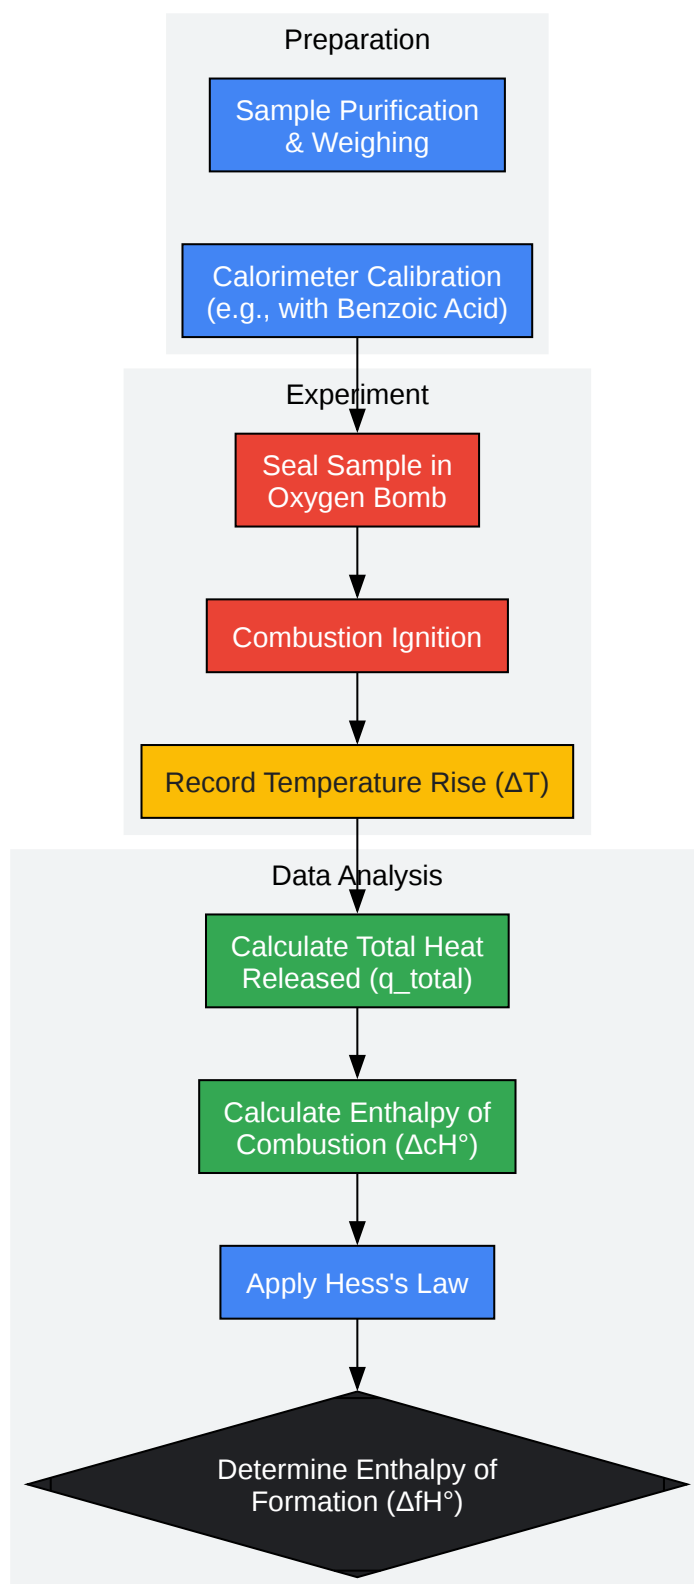 Preparation
Sample Purification
& Weighing
Calorimeter Calibration
(e.g., with Benzoic Acid)
Experiment
Seal Sample in
Oxygen Bomb
Combustion Ignition
Record Temperature Rise (ΔT)
Data Analysis
Calculate Total Heat
Released (q_total)
Calculate Enthalpy of
Combustion (ΔcH°)
Apply Hess's Law
Determine Enthalpy of
Formation (ΔfH°)